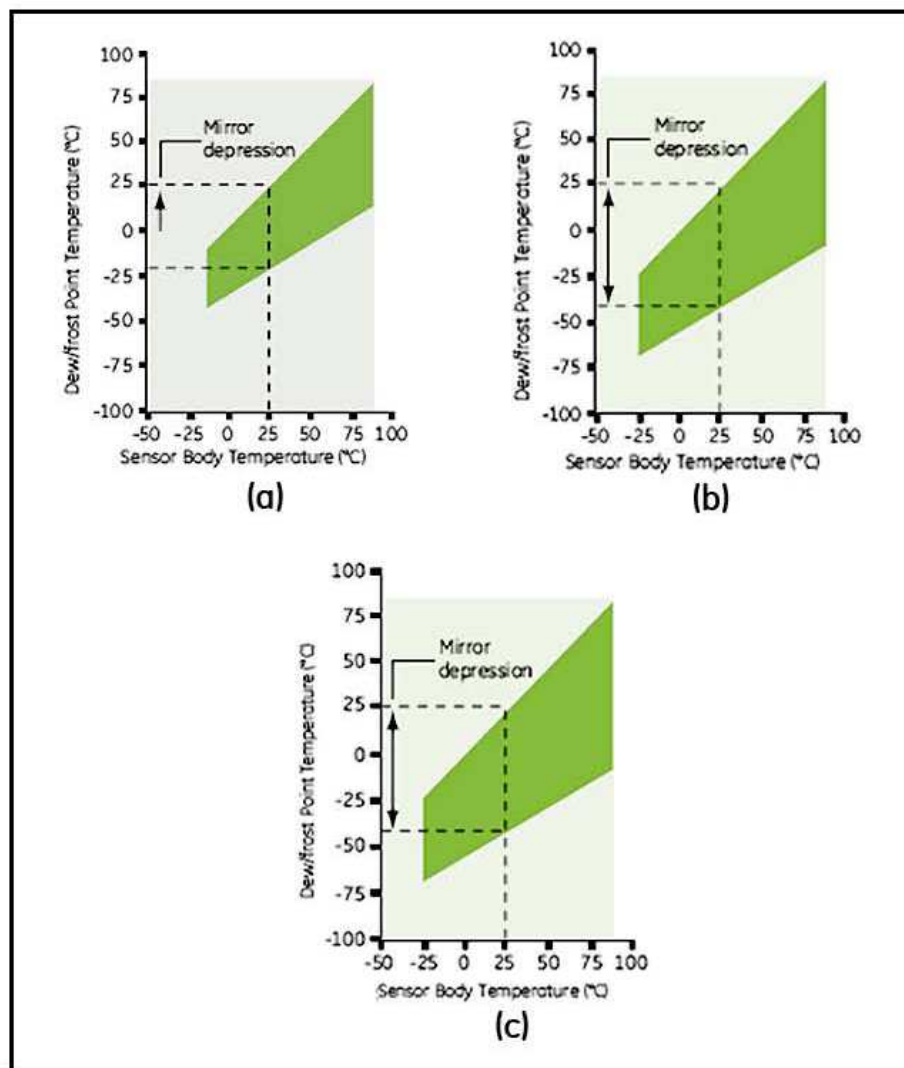 100
75
50
25
0
-25
-50
-75
-100
Dew/frost Point Temperature (°C)
Mirror
depression
-50 -25 0 25 50 75 100
Sensor Body Temperature (°C)
(a)
100
75
50
25
0
-25
-50
-75
-100
Dew/frost Point Temperature (°C)
Mirror
depression
-50 -25 0 25 50 75 100
Sensor Body Temperature (°C)
(b)
100
75
50
25
0
-25
-50
-75
-100
Dew/frost Point Temperature (°C)
Mirror
depression
-50 -25 0 25 50 75 100
Sensor Body Temperature (°C)
(c)